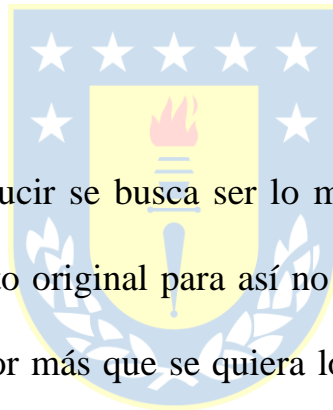 ucir se busca ser lo m
o original para así no
or más que se quiera lo